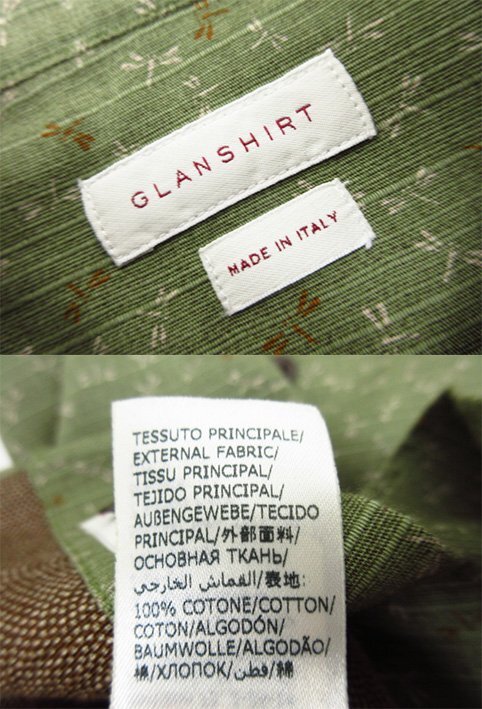 GLANSHIRT
MADE IN ITALY
TESSUTO PRINCIPALE/
EXTERNAL FABRIC/
TISSU PRINCIPAL/
TEJIDO PRINCIPAL/
AUßENGEWEBE/TECIDO
PRINCIPAL/外部面料/
ОСНОВНАЯ ТКАНЬ/
القماش الخارجي/表地:
100% COTONE/COTTON/
COTON/ALGODÓN/
BAUMWOLLE/ALGODÃO/
棉/ХЛОПОК/قطن/綿